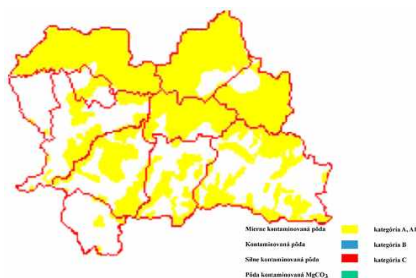 Mierne kontaminovaná pôda kategória A, A1
Kontaminovaná pôda kategória B
Silne kontaminovaná pôda kategória C
Pôda kontaminovaná MgCO3